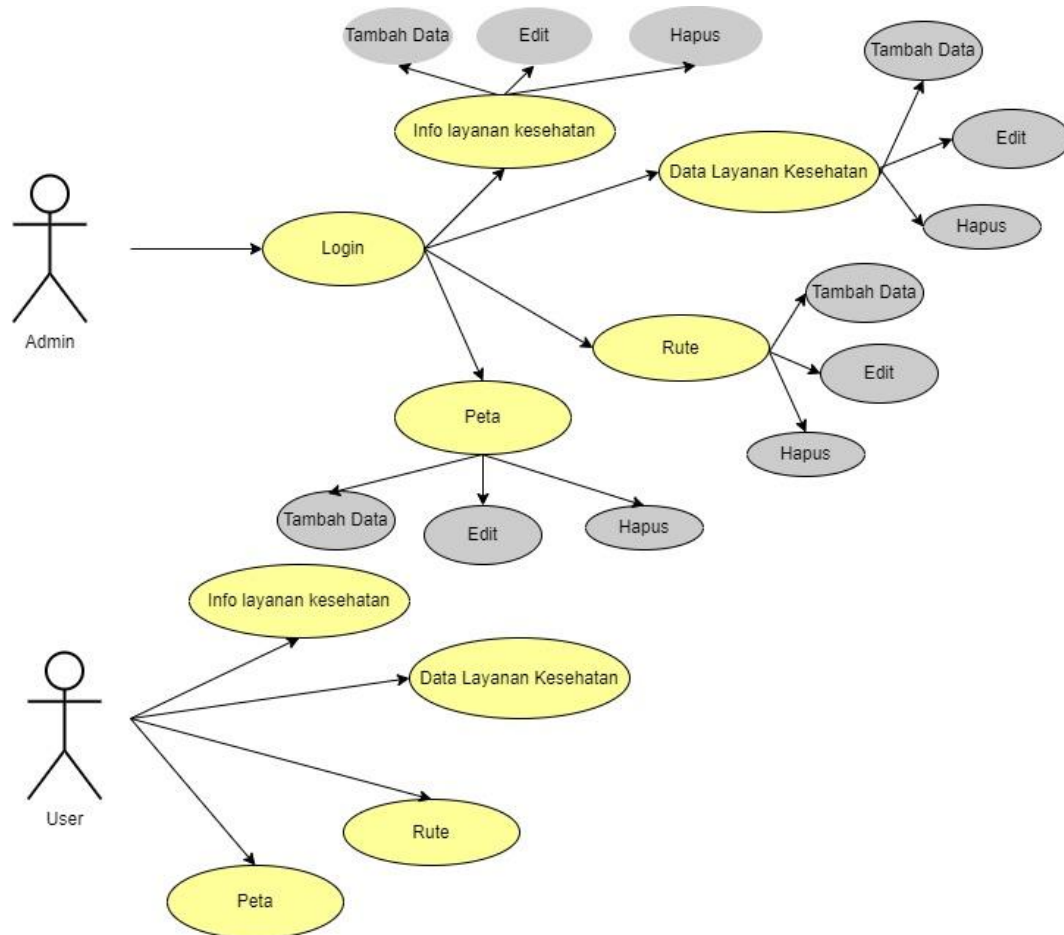 Tambah Data
Edit
Hapus
Info layanan kesehatan
Tambah Data
Edit
Hapus
Data Layanan Kesehatan
Login
Admin
Tambah Data
Edit
Hapus
Rute
Peta
Tambah Data
Edit
Hapus
Info layanan kesehatan
Data Layanan Kesehatan
User
Rute
Peta